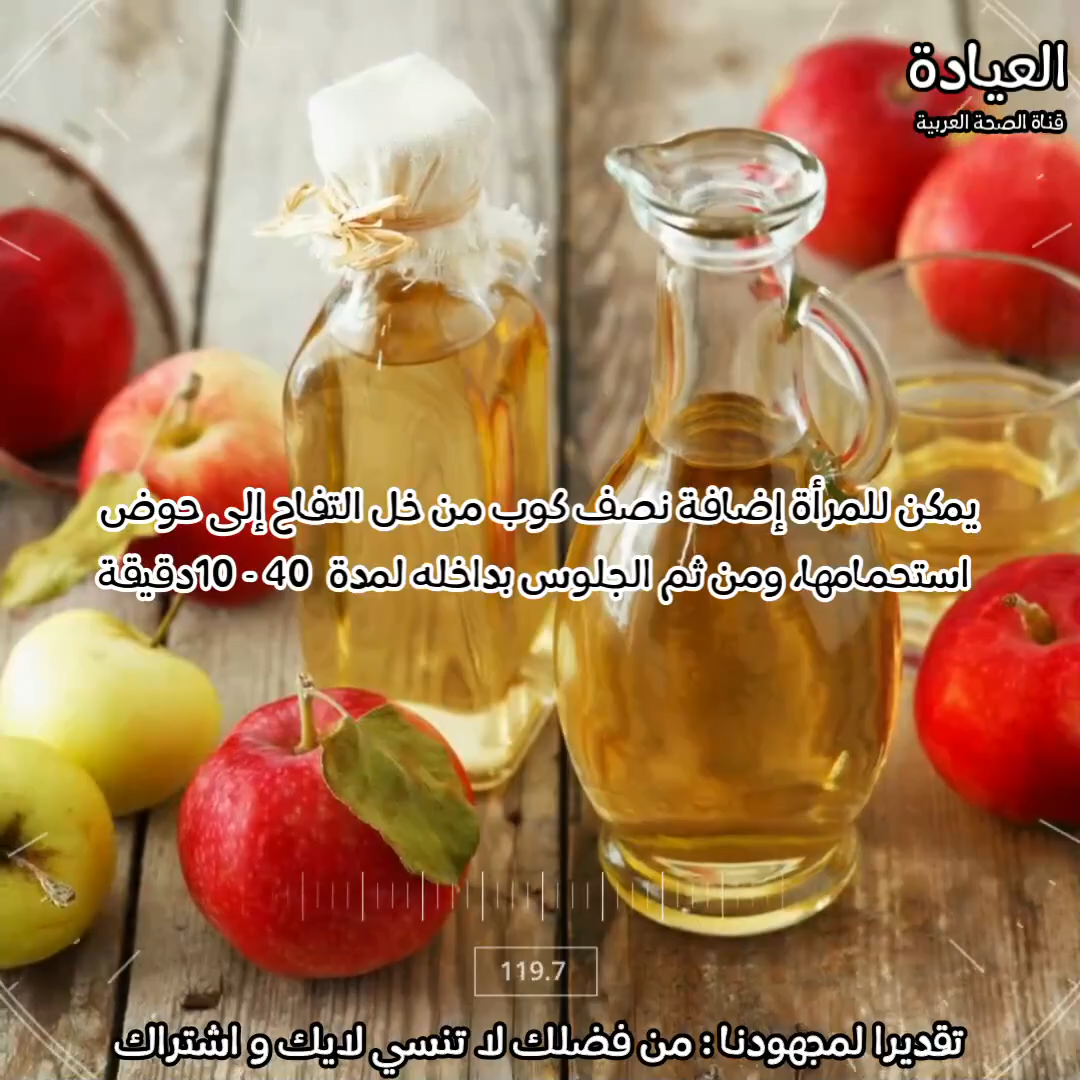 العيادة
قناة الصحة العربية
يمكن للمرأة إضافة نصف كوب من خل التفاح إلى حوض
استحمامها، ومن ثم الجلوس بداخله لمدة 40 - 10دقيقة
119.7
تقديرا لمجهودنا : من فضلك لا تنسي لايك و اشتراك